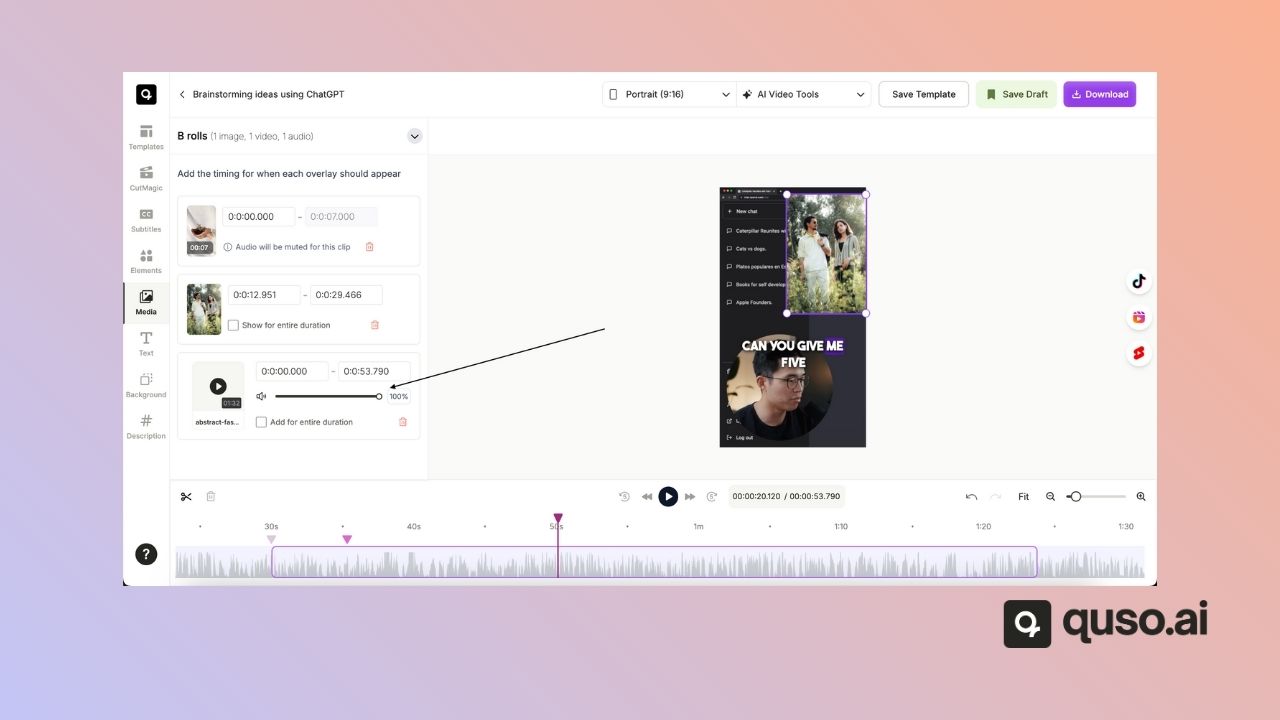 Brainstorming ideas using ChatGPT
Portrait (9:16)
AI Video Tools
Save Template
Save Draft
Download
Templates
CutMagic
CC
Subtitles
Elements
Media
Text
Background
Description
B rolls (1 image, 1 video, 1 audio)
Add the timing for when each overlay should appear
00:07
0:0:00.000 - 0:0:07.000
Audio will be muted for this clip
0:0:12.951 - 0:0:29.466
Show for entire duration
01:32
abstract-fas...
0:0:00.000 - 0:0:53.790
100%
Add for entire duration
New chat
Caterpillar Reunites wi
Cats vs dogs.
Platos populares en E
Books for self develop
Apple Founders.
CAN YOU GIVE ME
FIVE
Log out
00:00:20.120 / 00:00:53.790
Fit
30s 40s 50s 1m 1:10 1:20 1:30
?
quso.ai